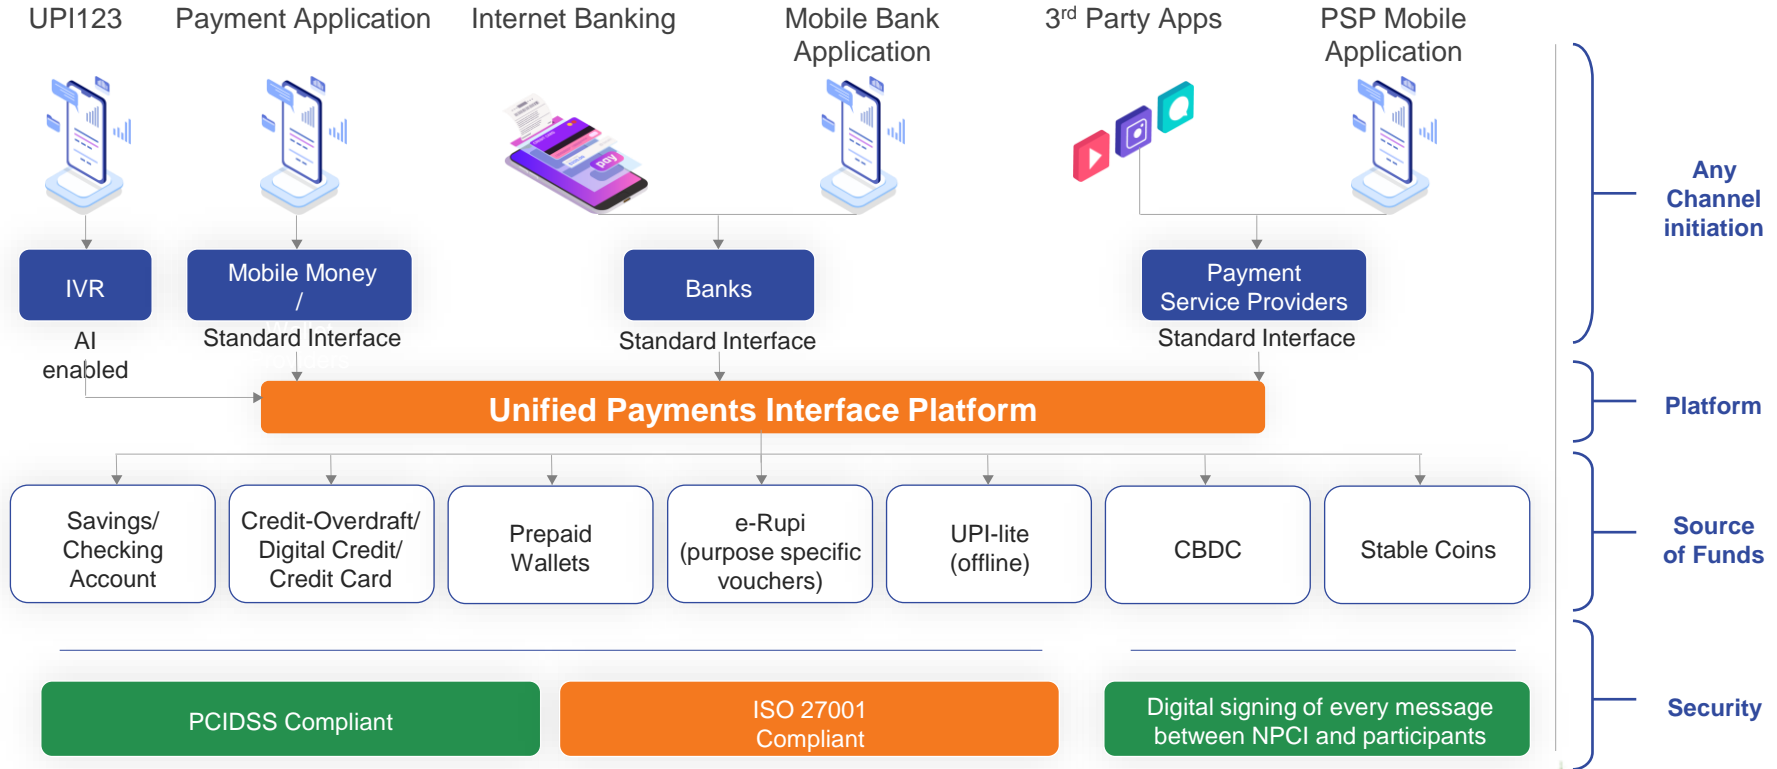 UPI123
Payment Application
Internet Banking
Mobile Bank
Application
3rd Party Apps
PSP Mobile
Application
pay
Any
Channel
initiation
IVR
Mobile Money
/
Banks
Payment
Service Providers
AI
enabled
Standard Interface
Standard Interface
Standard Interface
Unified Payments Interface Platform
Platform
Savings/
Checking
Account
Credit-Overdraft/
Digital Credit/
Credit Card
Prepaid
Wallets
e-Rupi
(purpose specific
vouchers)
UPI-lite
(offline)
CBDC
Stable Coins
Source
of Funds
PCIDSS Compliant
ISO 27001
Compliant
Digital signing of every message
between NPCI and participants
Security